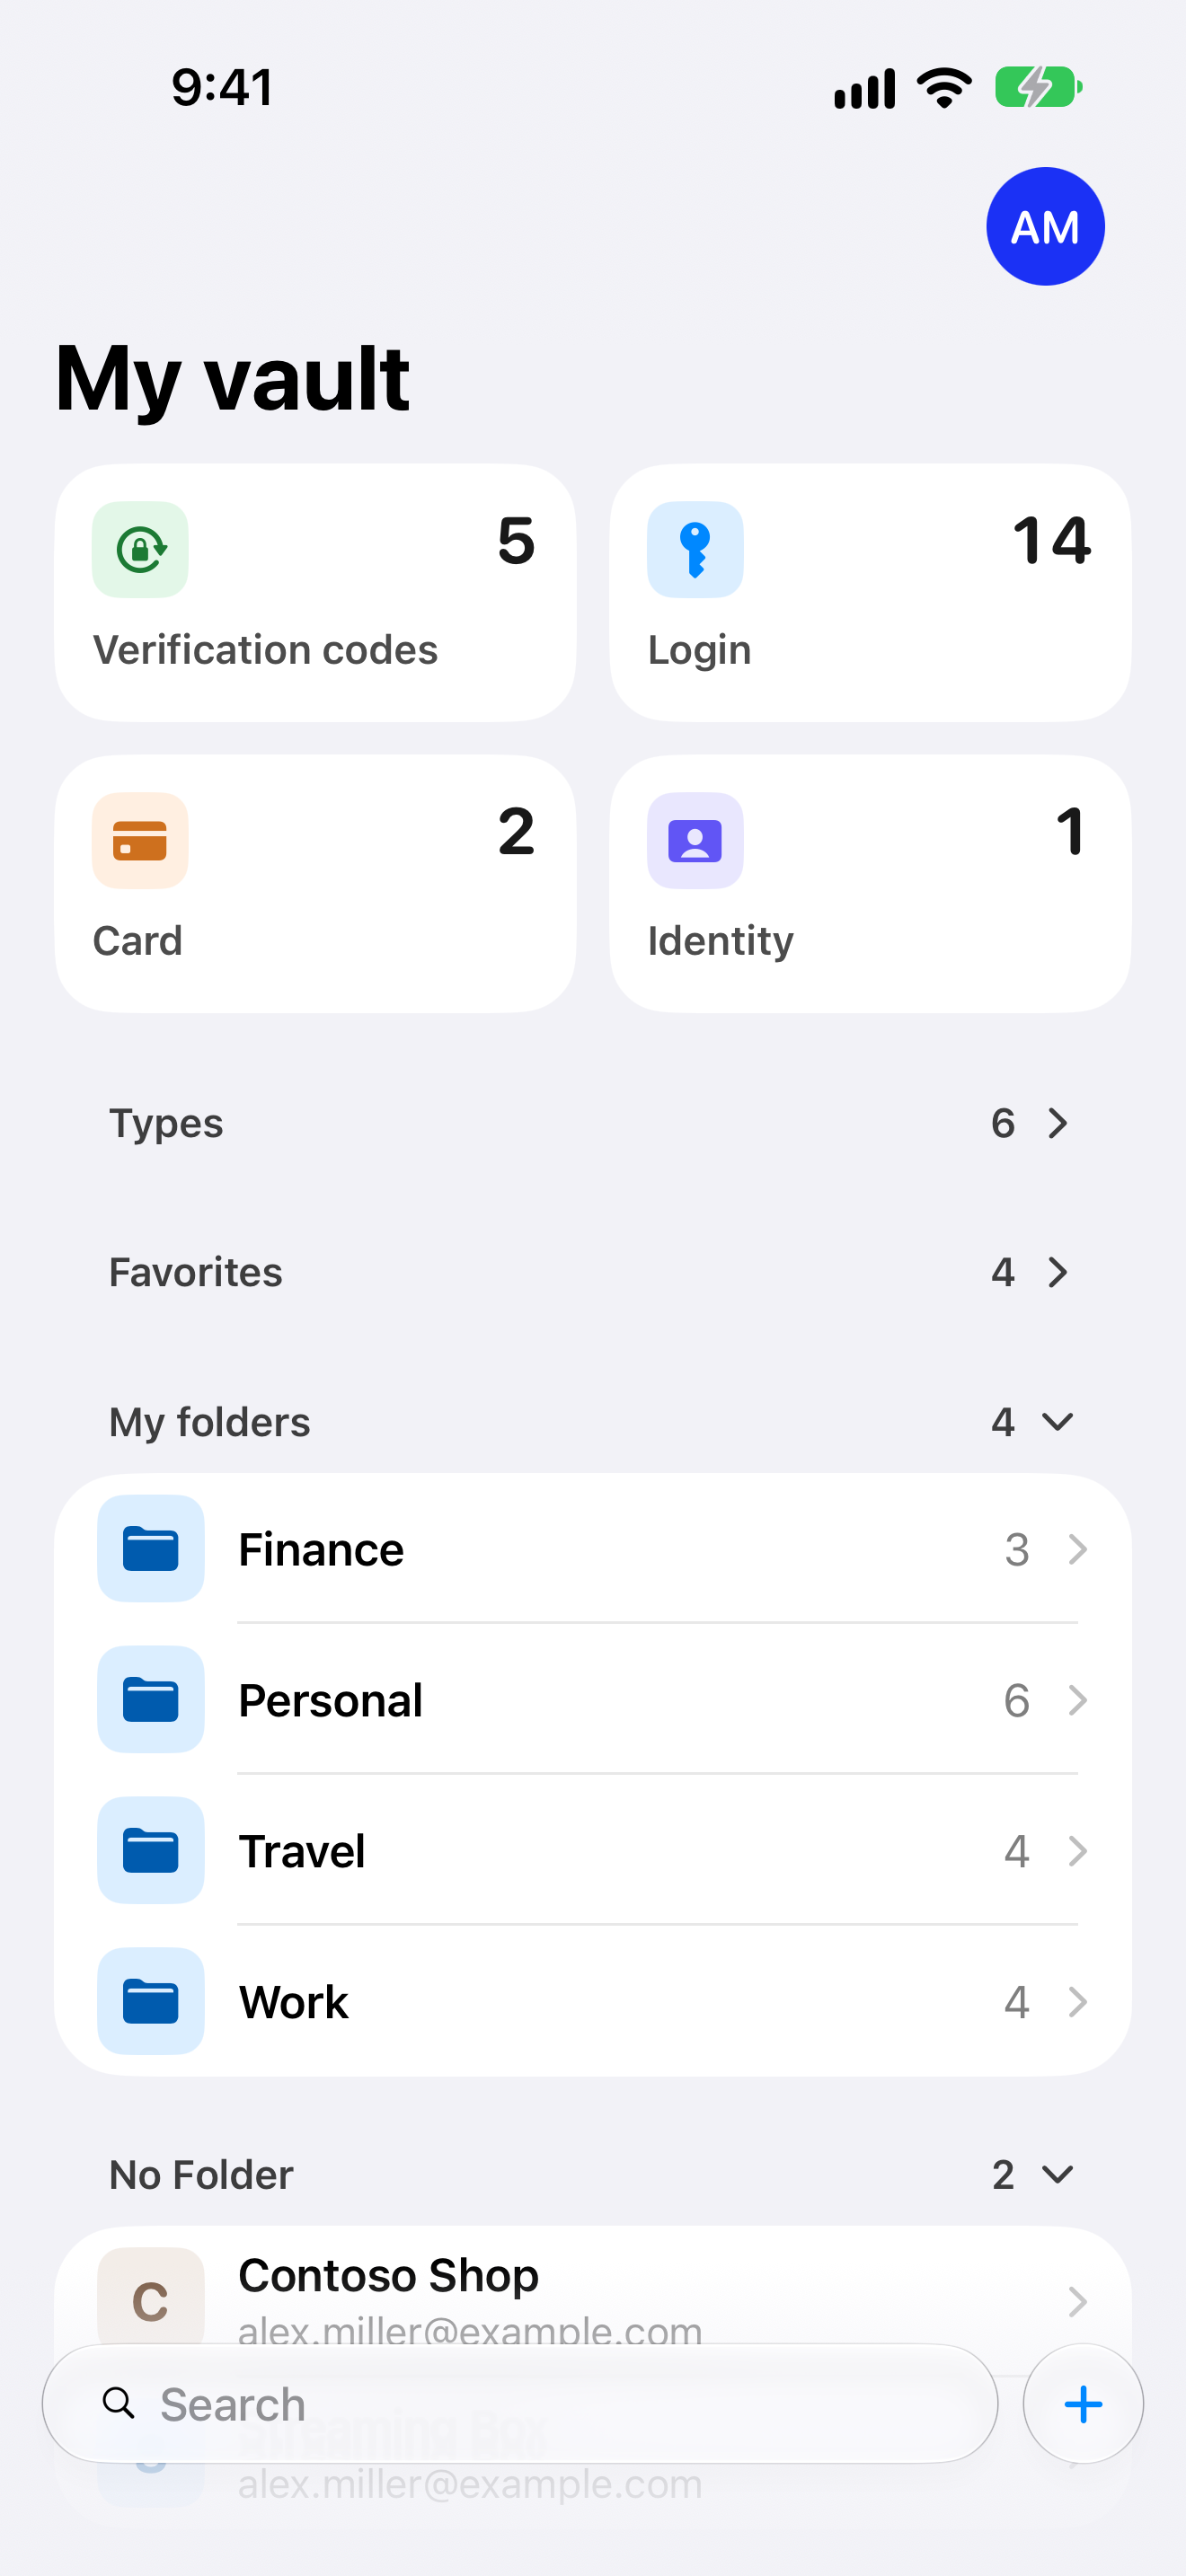 9:41
AM
My vault
5
Verification codes
14
Login
2
Card
1
Identity
Types 6
Favorites 4
My folders 4
Finance 3
Personal 6
Travel 4
Work 4
No Folder 2
C
Contoso Shop
alex.miller@example.com
Search
Streaming Box
alex.miller@example.com